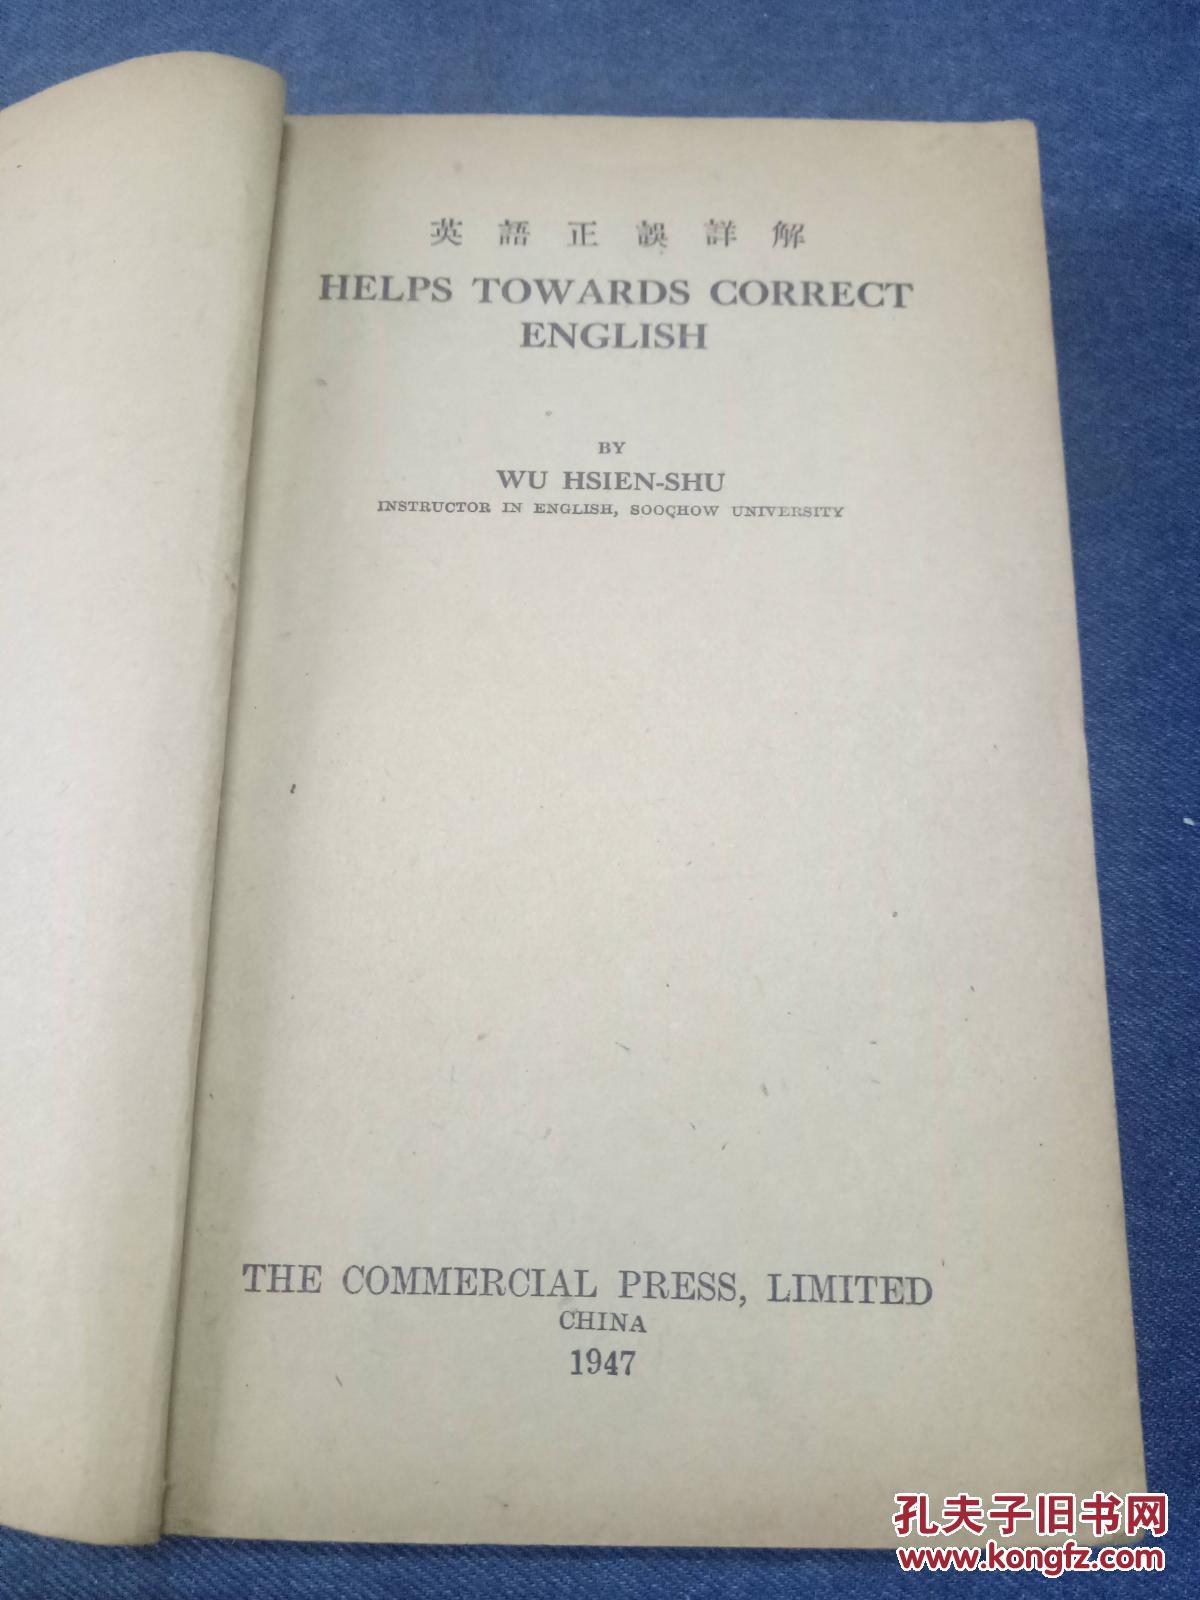 英語正誤詳解
HELPS TOWARDS CORRECT
ENGLISH
BY
WU HSIEN-SHU
INSTRUCTOR IN ENGLISH, SOOCHOW UNIVERSITY
THE COMMERCIAL PRESS, LIMITED
CHINA
1947
孔夫子旧书网
www.kongfz.com